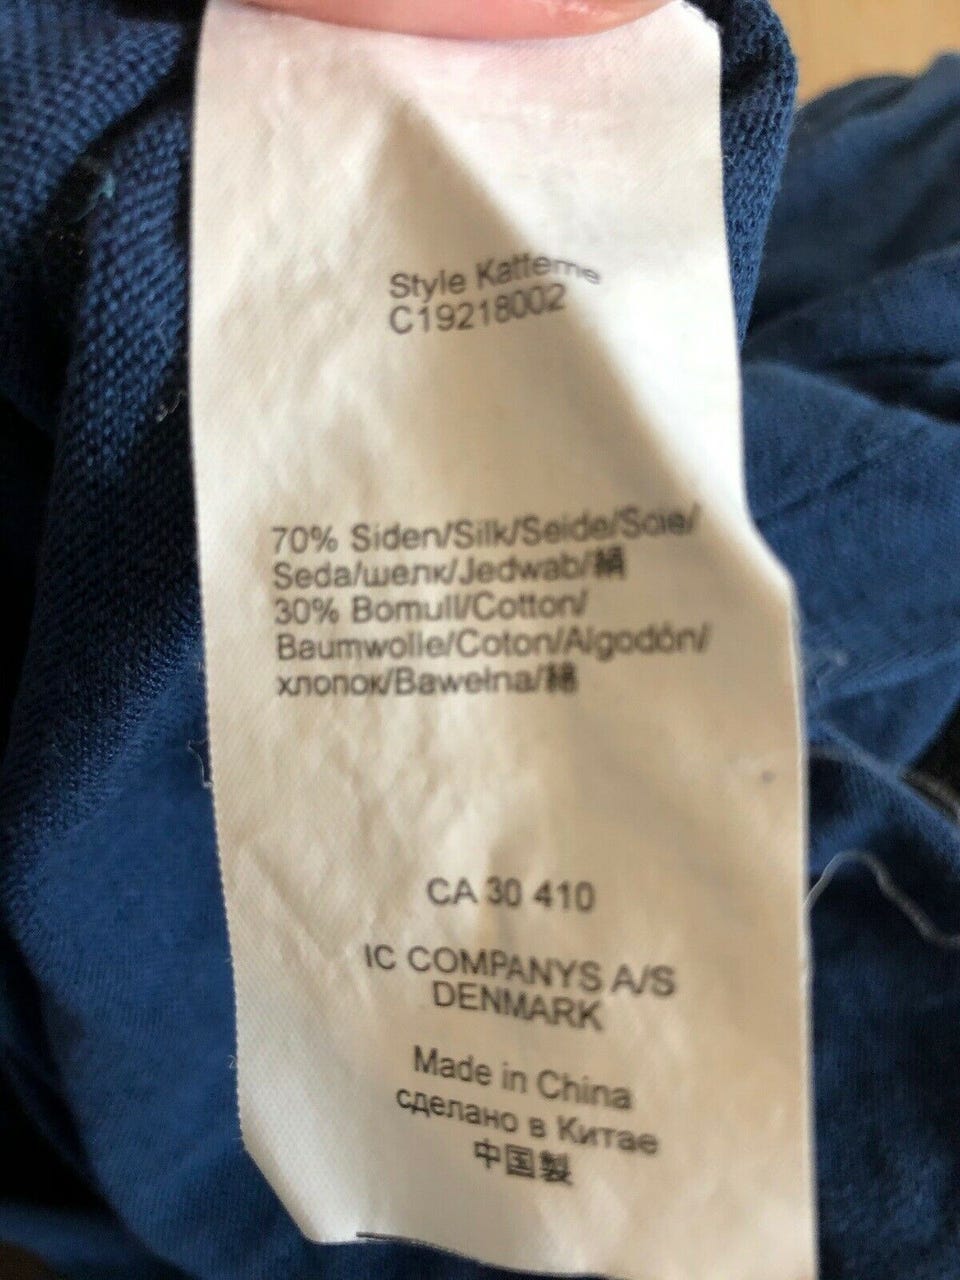 Style Katteme
C19218002
70% Siden/Silk/Seide/Soie/
Seda/шелк/Jedwab/絹
30% Bomull/Cotton/
Baumwolle/Coton/Algodón/
хлопок/Bawełna/綿
CA 30 410
IC COMPANYS A/S
DENMARK
Made in China
сделано в Китае
中国製